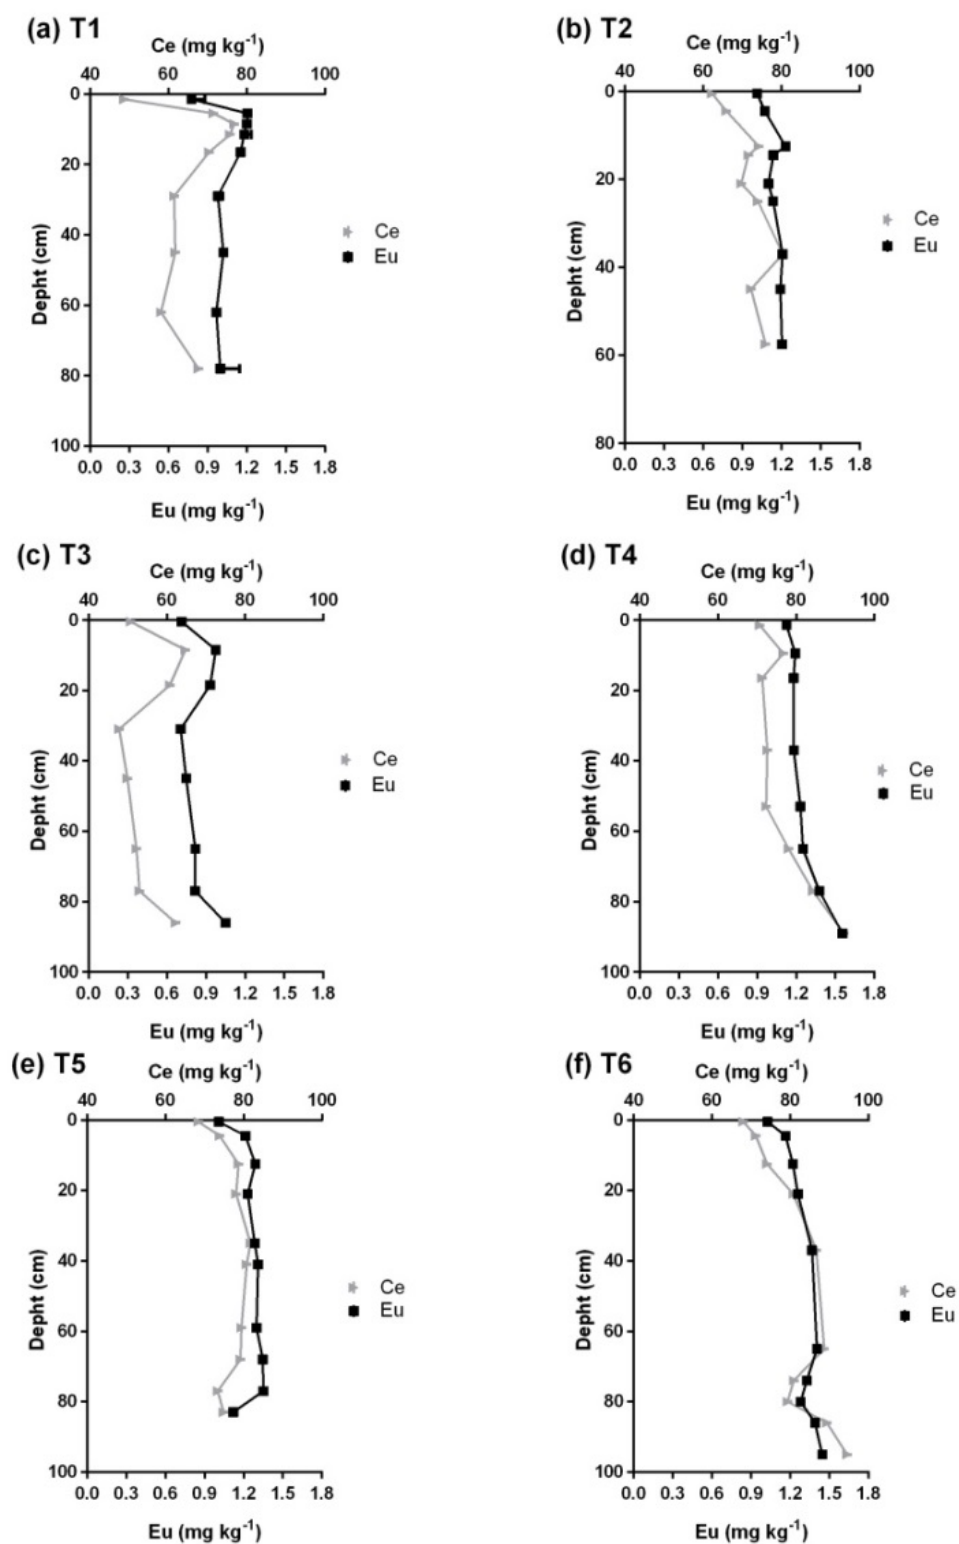 (a) T1
Ce (mg kg-1)
40 60 80 100
0
20
40
60
80
100
Depht (cm)
Ce
Eu
0.0 0.3 0.6 0.9 1.2 1.5 1.8
Eu (mg kg-1)
(b) T2
Ce (mg kg-1)
40 60 80 100
0
20
40
60
80
Depht (cm)
Ce
Eu
0.0 0.3 0.6 0.9 1.2 1.5 1.8
Eu (mg kg-1)
(c) T3
Ce (mg kg-1)
40 60 80 100
0
20
40
60
80
100
Depht (cm)
Ce
Eu
0.0 0.3 0.6 0.9 1.2 1.5 1.8
Eu (mg kg-1)
(d) T4
Ce (mg kg-1)
40 60 80 100
0
20
40
60
80
100
Depht (cm)
Ce
Eu
0.0 0.3 0.6 0.9 1.2 1.5 1.8
Eu (mg kg-1)
(e) T5
Ce (mg kg-1)
40 60 80 100
0
20
40
60
80
100
Depht (cm)
Ce
Eu
0.0 0.3 0.6 0.9 1.2 1.5 1.8
Eu (mg kg-1)
(f) T6
Ce (mg kg-1)
40 60 80 100
0
20
40
60
80
100
Depht (cm)
Ce
Eu
0.0 0.3 0.6 0.9 1.2 1.5 1.8
Eu (mg kg-1)